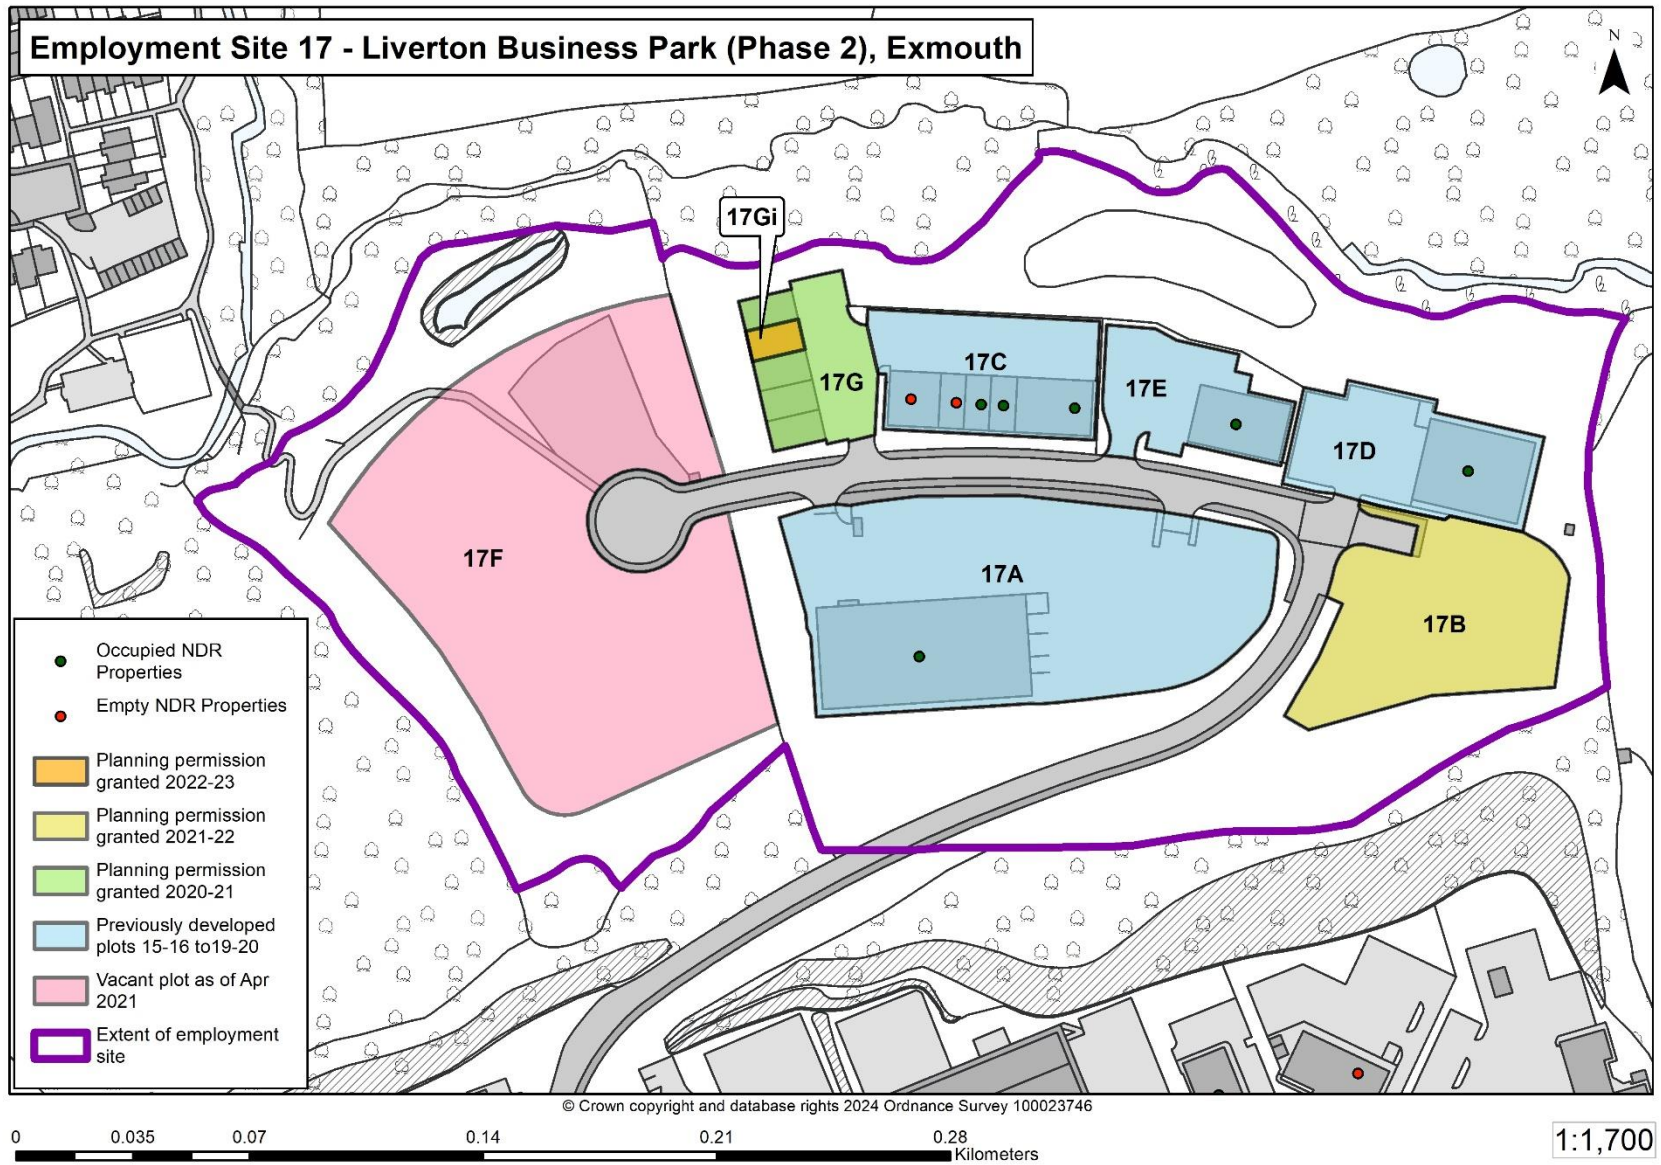 Employment Site 17 - Liverton Business Park (Phase 2), Exmouth
N
17Gi
17C
17E
17G
17D
17F
17A
17B
Occupied NDR
Properties
Empty NDR Properties
Planning permission
granted 2022-23
Planning permission
granted 2021-22
Planning permission
granted 2020-21
Previously developed
plots 15-16 to19-20
Vacant plot as of Apr
2021
Extent of employment
site
© Crown copyright and database rights 2024 Ordnance Survey 100023746
0 0.035 0.07 0.14 0.21 0.28
Kilometers
1:1,700